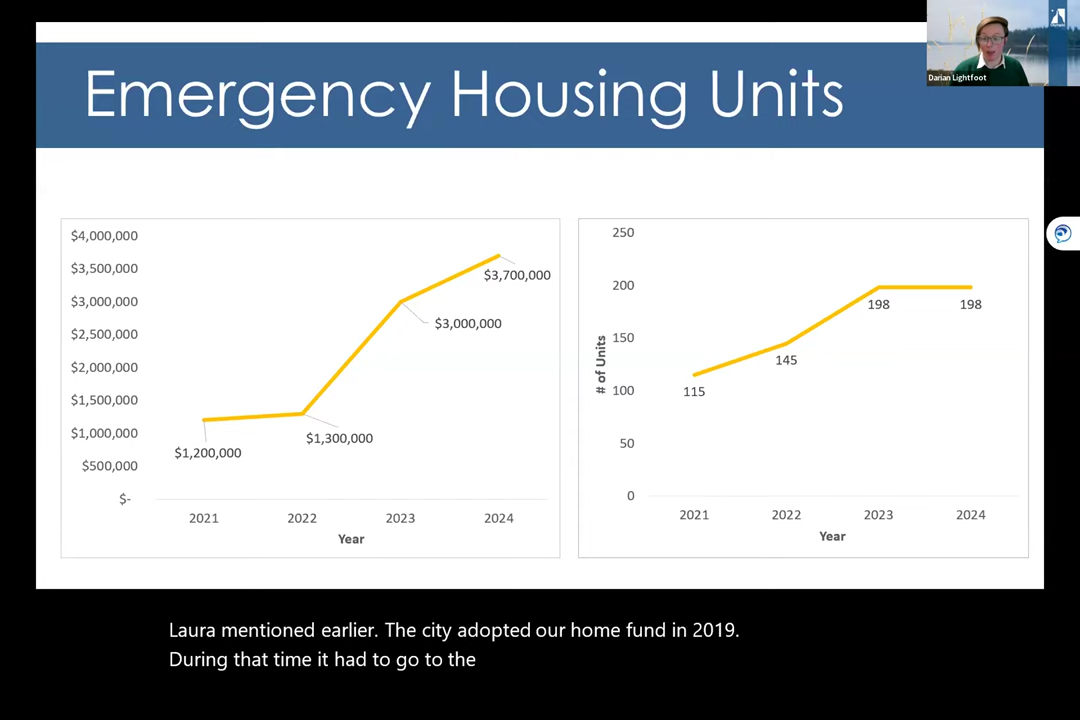 Emergency Housing Units
Darian Lightfoot
$4,000,000
$3,500,000
$3,000,000
$2,500,000
$2,000,000
$1,500,000
$1,000,000
$500,000
$-
$1,200,000
$1,300,000
$3,000,000
$3,700,000
2021 2022 2023 2024
Year
250
200
150
100
50
0
# of Units
115
145
198
198
2021 2022 2023 2024
Year
Laura mentioned earlier. The city adopted our home fund in 2019.
During that time it had to go to the